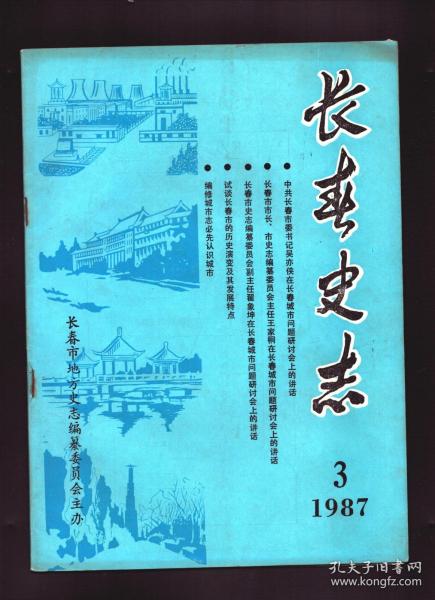 长春史志
中共长春市委书记吴亦侠在长春城市问题研讨会上的讲话
长春市市长、市史志编纂委员会主任王家祠在长春城市问题研讨会上的讲话
长春市史志编纂委员会副主任翟象坤在长春城市问题研讨会上的讲话
试谈长春市的历史演变及其发展特点
编修城市志必先认识城市
长春市地方史志编纂委员会主办
3
1987
孔夫子旧书网
www.kongfz.com